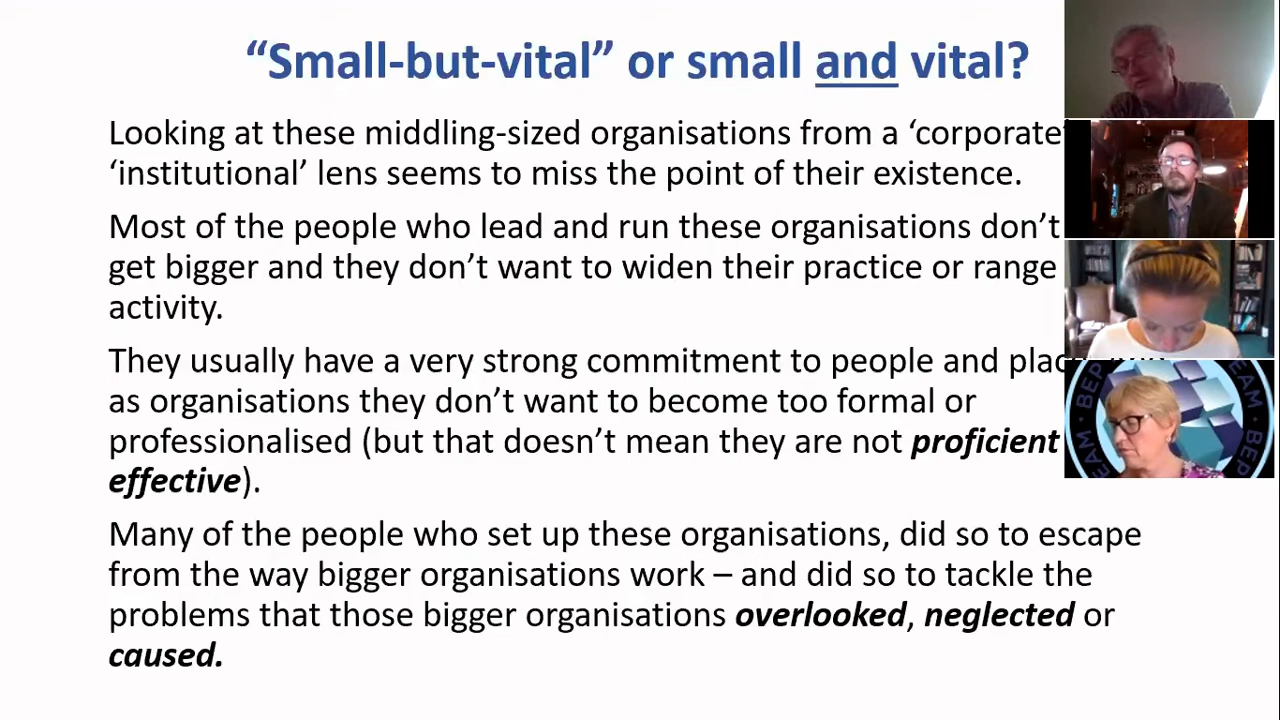 “Small-but-vital” or small and vital?
Looking at these middling-sized organisations from a ‘corporate’
‘institutional’ lens seems to miss the point of their existence.
Most of the people who lead and run these organisations don’t
get bigger and they don’t want to widen their practice or range
activity.
They usually have a very strong commitment to people and
as organisations they don’t want to become too formal or
professionalised (but that doesn’t mean they are not proficient
effective).
Many of the people who set up these organisations, did so to escape
from the way bigger organisations work – and did so to tackle the
problems that those bigger organisations overlooked, neglected or
caused.